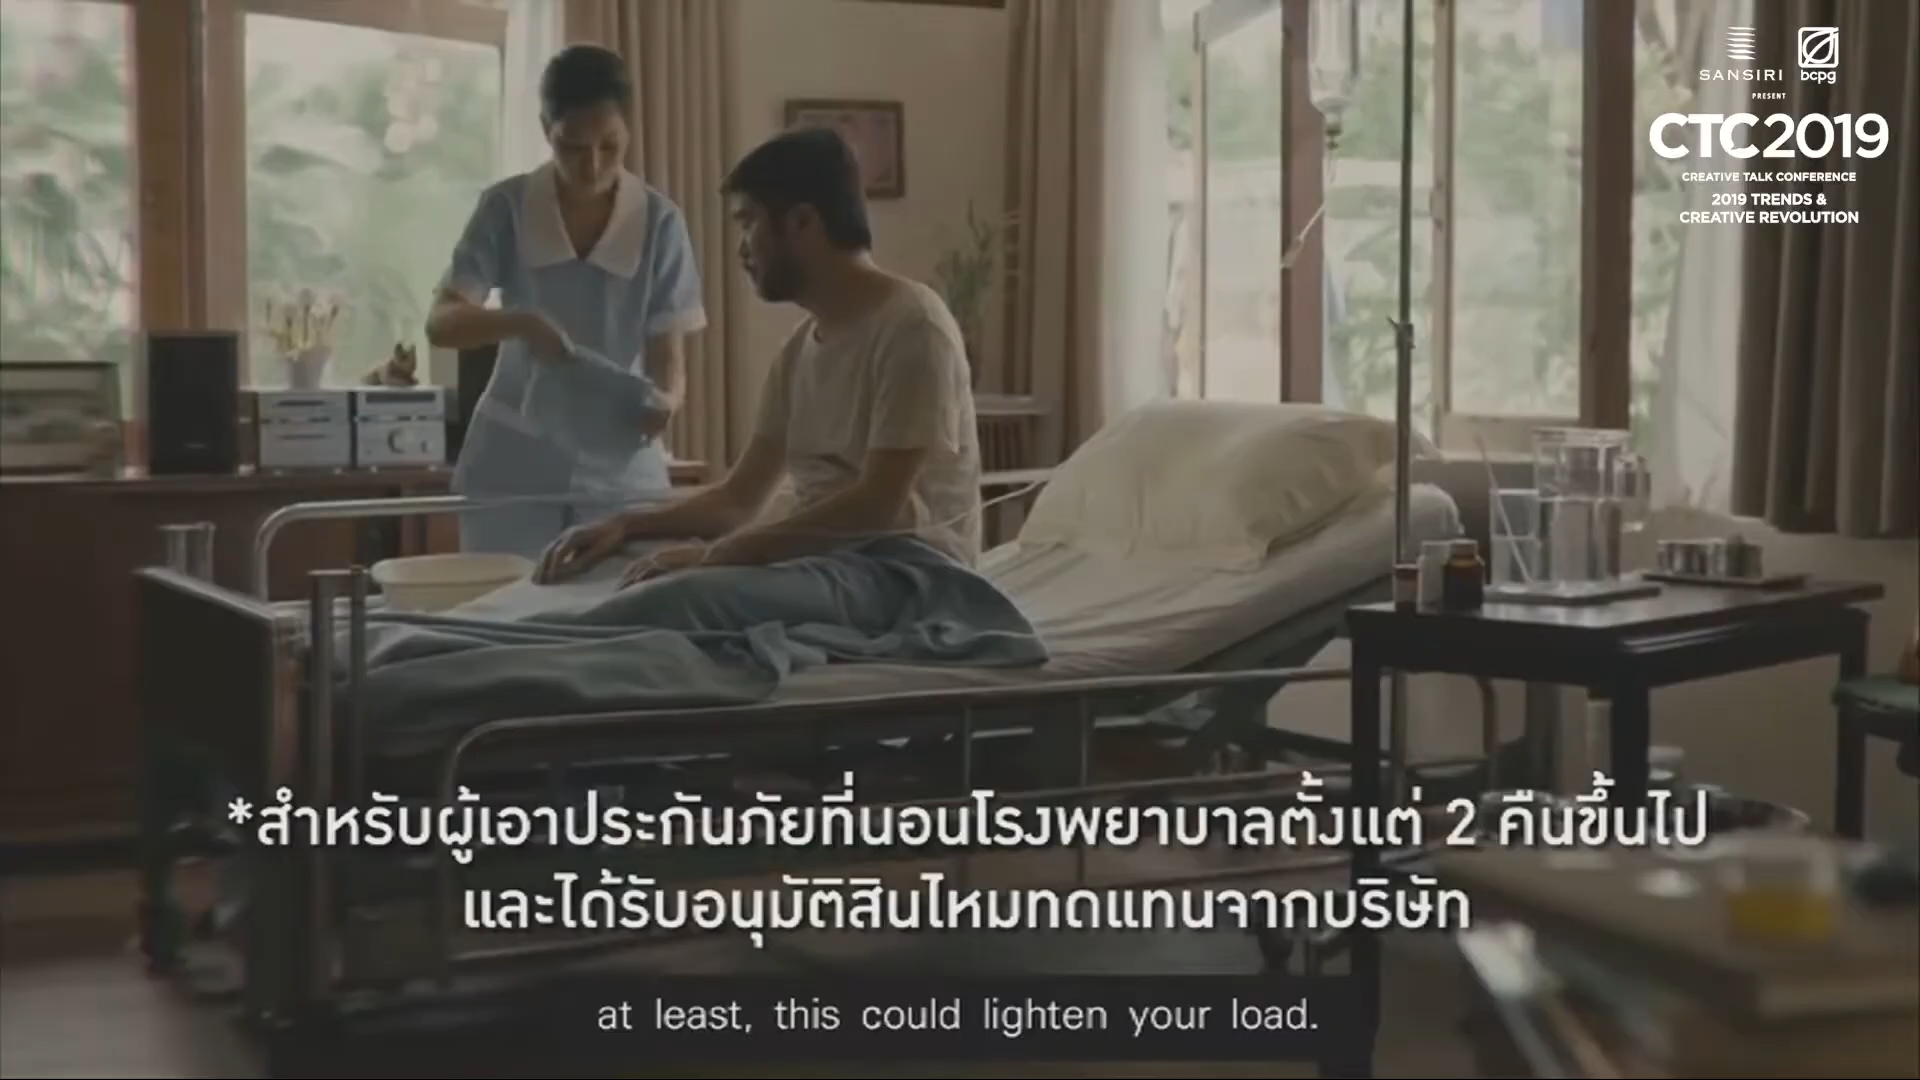 SANSIRI
bcpg
PRESENT
CTC2019
CREATIVE TALK CONFERENCE
2019 TRENDS &
CREATIVE REVOLUTION
*สำหรับผู้เอาประกันภัยที่นอนโรงพยาบาลตั้งแต่ 2 คืนขึ้นไป
และได้รับอนุมัติสินไหมทดแทนจากบริษัท
at least, this could lighten your load.